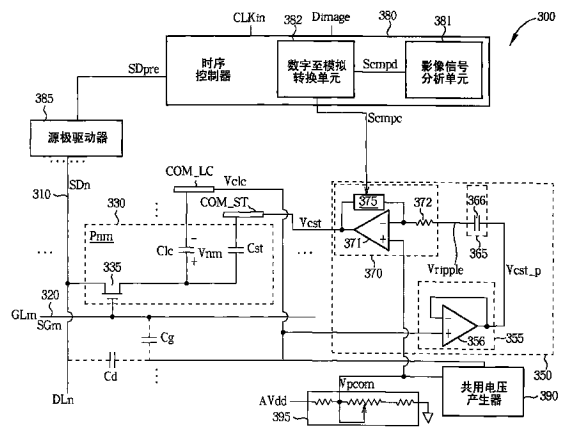 CLKin
Dimage
380
300
382
381
时序
控制器
数字至模拟
转换单元
Scmpd
影像信号
分析单元
SDpre
385
源极驱动器
Scmpc
310
SDn
COM_LC
Vclc
COM_ST
330
Pnm
Vcst
375
372
366
371
370
365
Clc
Vnm
Cst
335
Vripple
Vcst_p
320
GLm
SGm
356
355
350
Cg
Cd
DLn
Vpcom
AVdd
395
共用电压
产生器
390